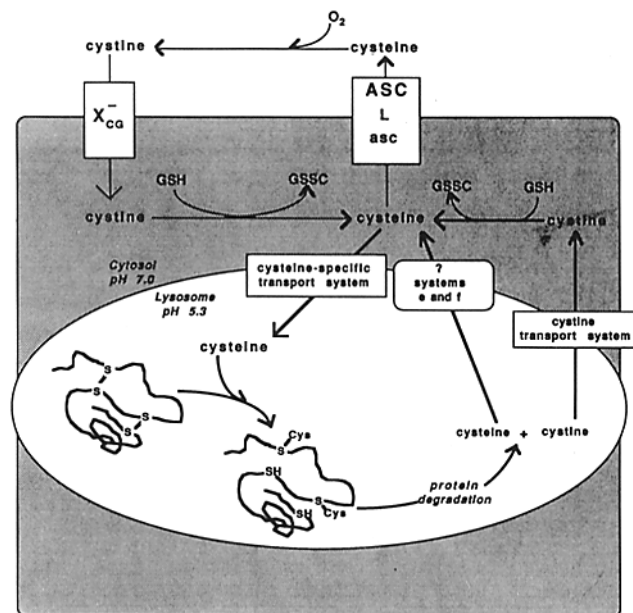 O₂
cystine
cysteine
X⁻CG
ASC
L
asc
GSH
GSSC
GSSC
GSH
cystine
cysteine
cystine
Cytosol
pH 7.0
cysteine-specific
transport system
?
systems
e and f
Lysosome
pH 5.3
cystine
transport system
cysteine
S
S
S
S
Cys
S
cysteine + cystine
SH
S
SH
Cys
protein
degradation